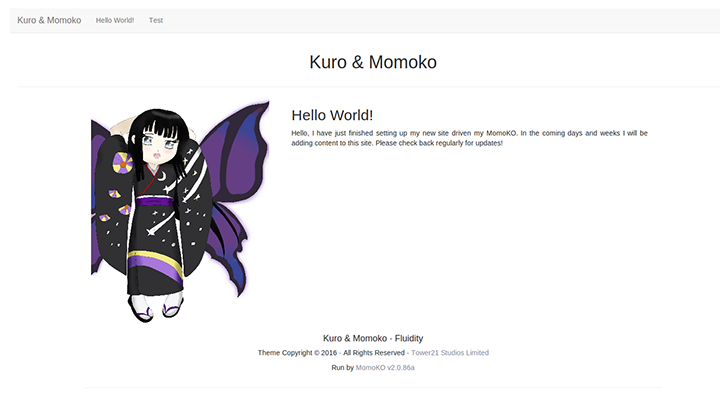 Kuro & Momoko Hello World! Test
Kuro & Momoko
Hello World!
Hello, I have just finished setting up my new site driven my MomoKO. In the coming days and weeks I will be
adding content to this site. Please check back regularly for updates!
Kuro & Momoko - Fluidity
Theme Copyright © 2016 - All Rights Reserved - Tower21 Studios Limited
Run by MomoKO v2.0.86a